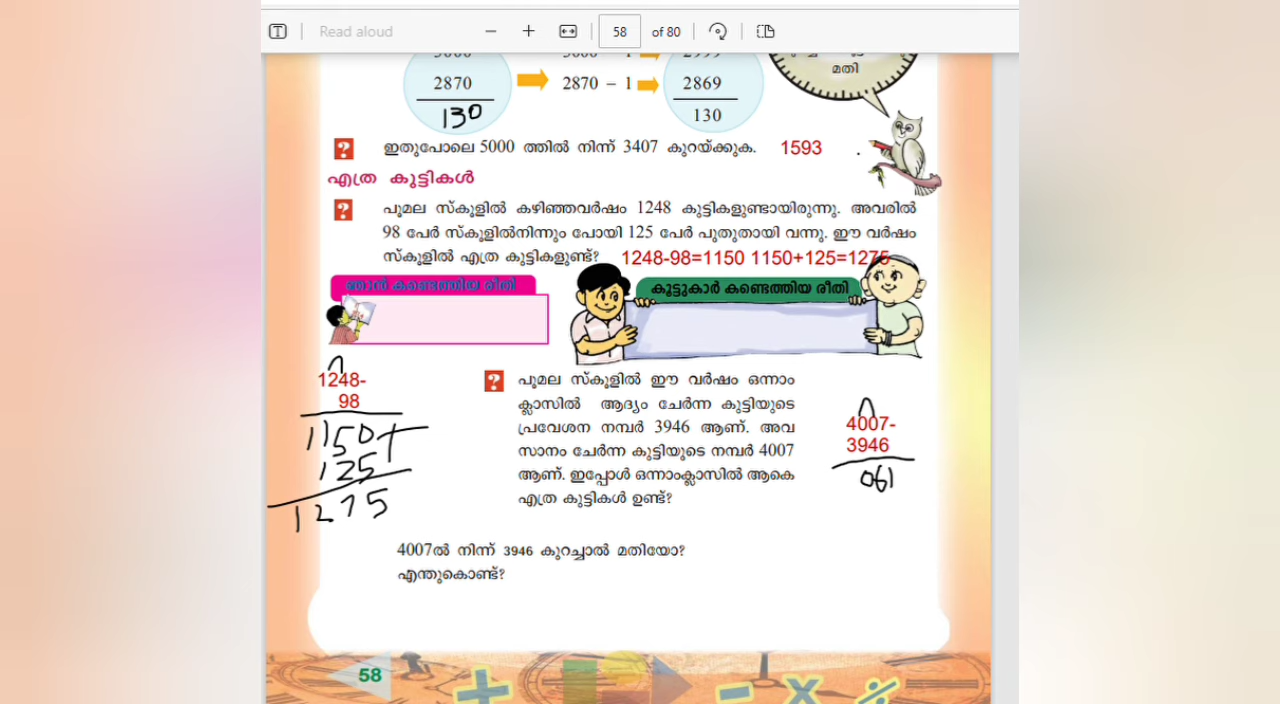 Read aloud
58
of 80
2870
2870 – 1
2869
130
130
മതി
ഇതുപോലെ 5000 ത്തിൽ നിന്ന് 3407 കുറയ്ക്കുക. 1593 .
എത്ര കുട്ടികൾ
പൂമല സ്കൂളിൽ കഴിഞ്ഞവർഷം 1248 കുട്ടികളുണ്ടായിരുന്നു. അവരിൽ
98 പേർ സ്കൂളിൽനിന്നും പോയി 125 പേർ പുതുതായി വന്നു. ഈ വർഷം
സ്കൂളിൽ എത്ര കുട്ടികളുണ്ട്? 1248-98=1150 1150+125=1275
ഞാൻ കണ്ടെത്തിയ രീതി
കൂട്ടുകാർ കണ്ടെത്തിയ രീതി
1248-
98
1150+
125
1275
പൂമല സ്കൂളിൽ ഈ വർഷം ഒന്നാം
ക്ലാസിൽ ആദ്യം ചേർന്ന കുട്ടിയുടെ
പ്രവേശന നമ്പർ 3946 ആണ്. അവ
സാനം ചേർന്ന കുട്ടിയുടെ നമ്പർ 4007
ആണ്. ഇപ്പോൾ ഒന്നാംക്ലാസിൽ ആകെ
എത്ര കുട്ടികൾ ഉണ്ട്?
4007-
3946
061
4007ൽ നിന്ന് 3946 കുറച്ചാൽ മതിയോ?
എന്തുകൊണ്ട്?
58